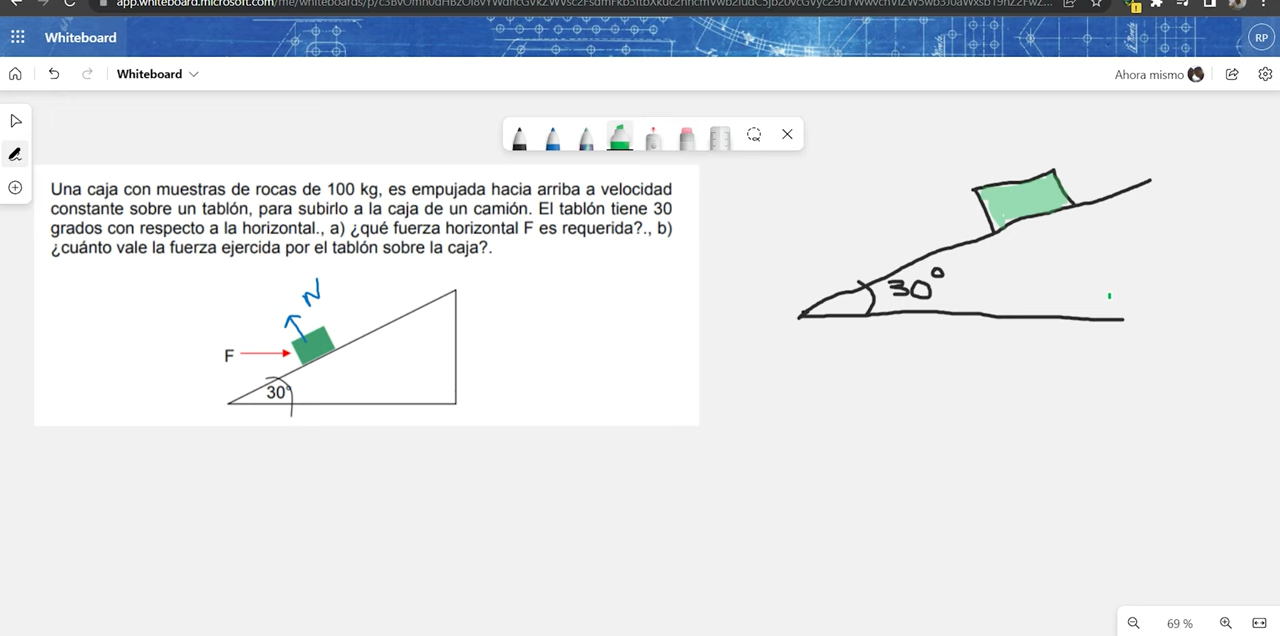 Whiteboard
RP
Whiteboard
Ahora mismo
Una caja con muestras de rocas de 100 kg, es empujada hacia arriba a velocidad
constante sobre un tablón, para subirlo a la caja de un camión. El tablón tiene 30
grados con respecto a la horizontal., a) ¿qué fuerza horizontal F es requerida?., b)
¿cuánto vale la fuerza ejercida por el tablón sobre la caja?.
N
F
30°
30°
69 %